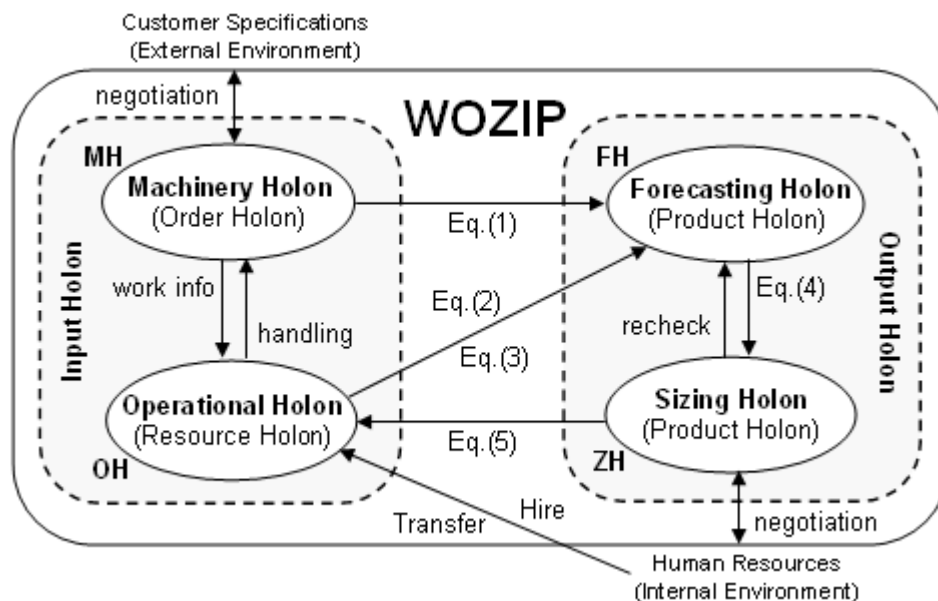 Customer Specifications
(External Environment)
negotiation
WOZIP
MH
Machinery Holon
(Order Holon)
FH
Forecasting Holon
(Product Holon)
Eq.(1)
Input Holon
work info
handling
Eq.(2)
Eq.(3)
Eq.(4)
recheck
Output Holon
Operational Holon
(Resource Holon)
OH
Eq.(5)
Sizing Holon
(Product Holon)
ZH
Hire
Transfer
negotiation
Human Resources
(Internal Environment)